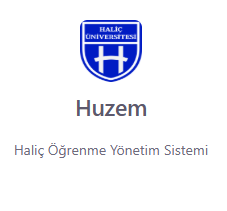 HALİÇ
ÜNİVERSİTESİ
Huzem
Haliç Öğrenme Yönetim Sistemi